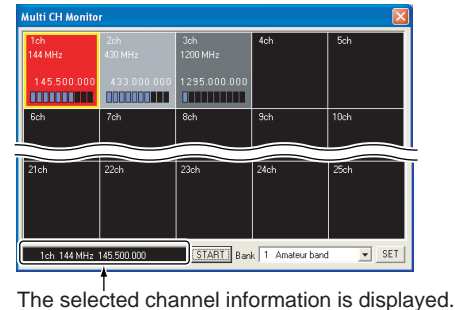 Multi CH Monitor
1ch 2ch 3ch 4ch 5ch
144 MHz 430 MHz 1200 MHz
145.500.000 433.000.000 1295.000.000
6ch 7ch 8ch 9ch 10ch
21ch 22ch 23ch 24ch 25ch
1ch 144 MHz 145.500.000 START Bank 1 Amateur band SET
The selected channel information is displayed.